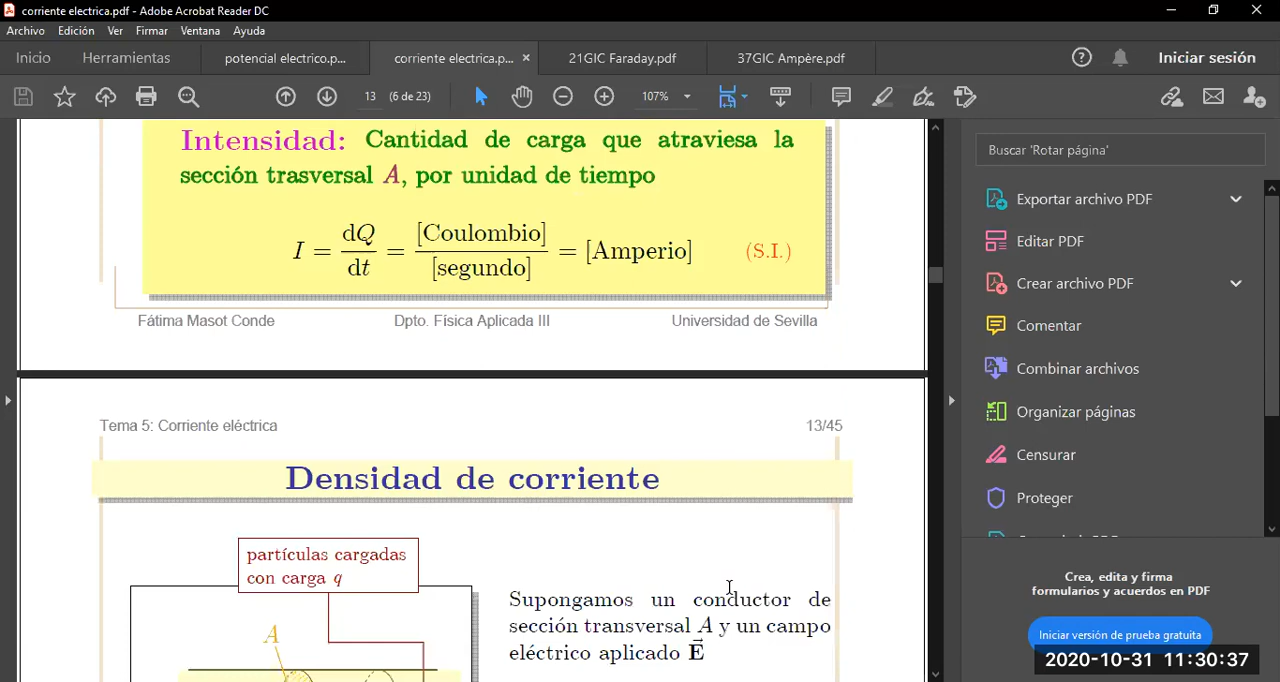 corriente electrica.pdf - Adobe Acrobat Reader DC
Archivo Edición Ver Firmar Ventana Ayuda
Inicio Herramientas potencial electrico.p... corriente electrica.p... × 21GIC Faraday.pdf 37GIC Ampère.pdf Iniciar sesión
13 (6 de 23) 107%
Intensidad: Cantidad de carga que atraviesa la
sección trasversal A, por unidad de tiempo
I = dQ/dt = [Coulombio]/[segundo] = [Amperio] (S.I.)
Fátima Masot Conde Dpto. Física Aplicada III Universidad de Sevilla
Tema 5: Corriente eléctrica 13/45
Densidad de corriente
partículas cargadas
con carga q
A
Supongamos un conductor de
sección transversal A y un campo
eléctrico aplicado E⃗
Buscar 'Rotar página'
Exportar archivo PDF
Editar PDF
Crear archivo PDF
Comentar
Combinar archivos
Organizar páginas
Censurar
Proteger
Crea, edita y firma
formularios y acuerdos en PDF
Iniciar versión de prueba gratuita
2020-10-31 11:30:37